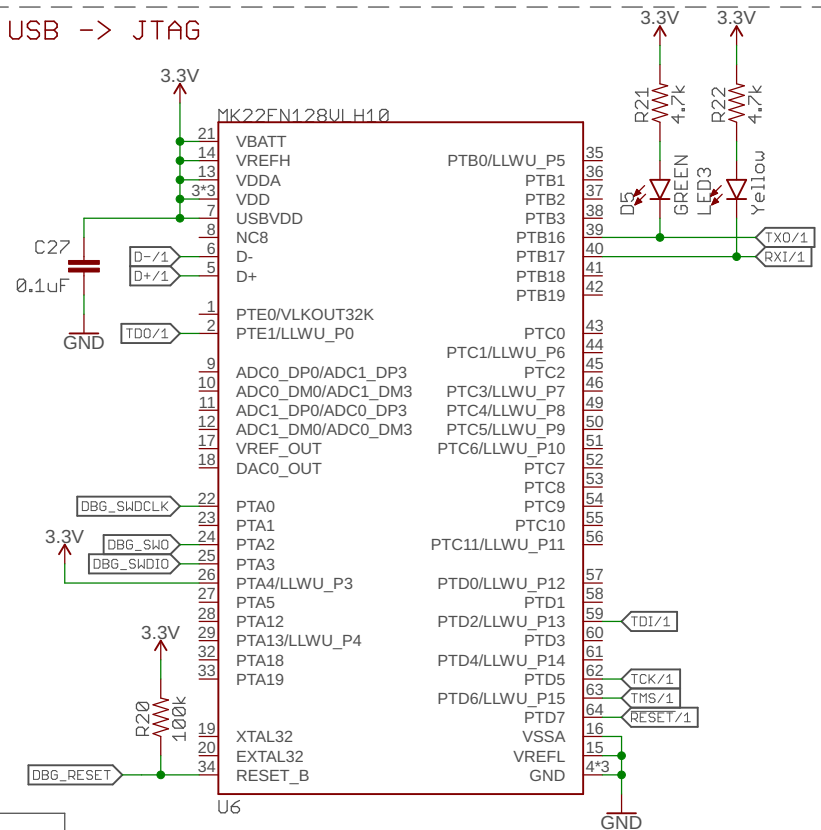 USB -> JTAG
3.3V
3.3V
3.3V
MK22FN128VLH10
R21
4.7k
R22
4.7k
D5
GREEN
LED3
Yellow
C27
0.1uF
GND
21 VBATT
14 VREFH
13 VDDA
3*3 VDD
7 USBVDD
8 NC8
D-/1 6 D-
D+/1 5 D+
1 PTE0/VLKOUT32K
TDO/1 2 PTE1/LLWU_P0
9 ADC0_DP0/ADC1_DP3
10 ADC0_DM0/ADC1_DM3
11 ADC1_DP0/ADC0_DP3
12 ADC1_DM0/ADC0_DM3
17 VREF_OUT
18 DAC0_OUT
DBG_SWDCLK 22 PTA0
23 PTA1
DBG_SWO 24 PTA2
DBG_SWDIO 25 PTA3
3.3V
26 PTA4/LLWU_P3
27 PTA5
28 PTA12
29 PTA13/LLWU_P4
32 PTA18
33 PTA19
3.3V
R20
100k
19 XTAL32
20 EXTAL32
DBG_RESET 34 RESET_B
PTB0/LLWU_P5 35
PTB1 36
PTB2 37
PTB3 38
PTB16 39 TXO/1
PTB17 40 RXI/1
PTB18 41
PTB19 42
PTC0 43
PTC1/LLWU_P6 44
PTC2 45
PTC3/LLWU_P7 46
PTC4/LLWU_P8 49
PTC5/LLWU_P9 50
PTC6/LLWU_P10 51
PTC7 52
PTC8 53
PTC9 54
PTC10 55
PTC11/LLWU_P11 56
PTD0/LLWU_P12 57
PTD1 58
PTD2/LLWU_P13 59 TDI/1
PTD3 60
PTD4/LLWU_P14 61
PTD5 62 TCK/1
PTD6/LLWU_P15 63 TMS/1
PTD7 64 RESET/1
VSSA 16
VREFL 15
GND 4*3
U6
GND